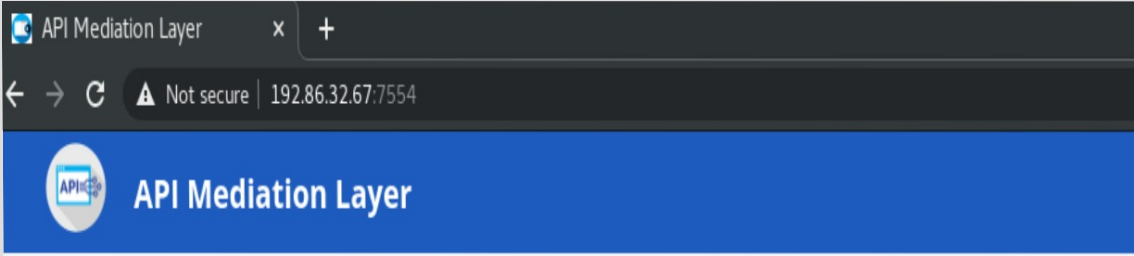 API Mediation Layer
Not secure | 192.86.32.67:7554
API
API Mediation Layer